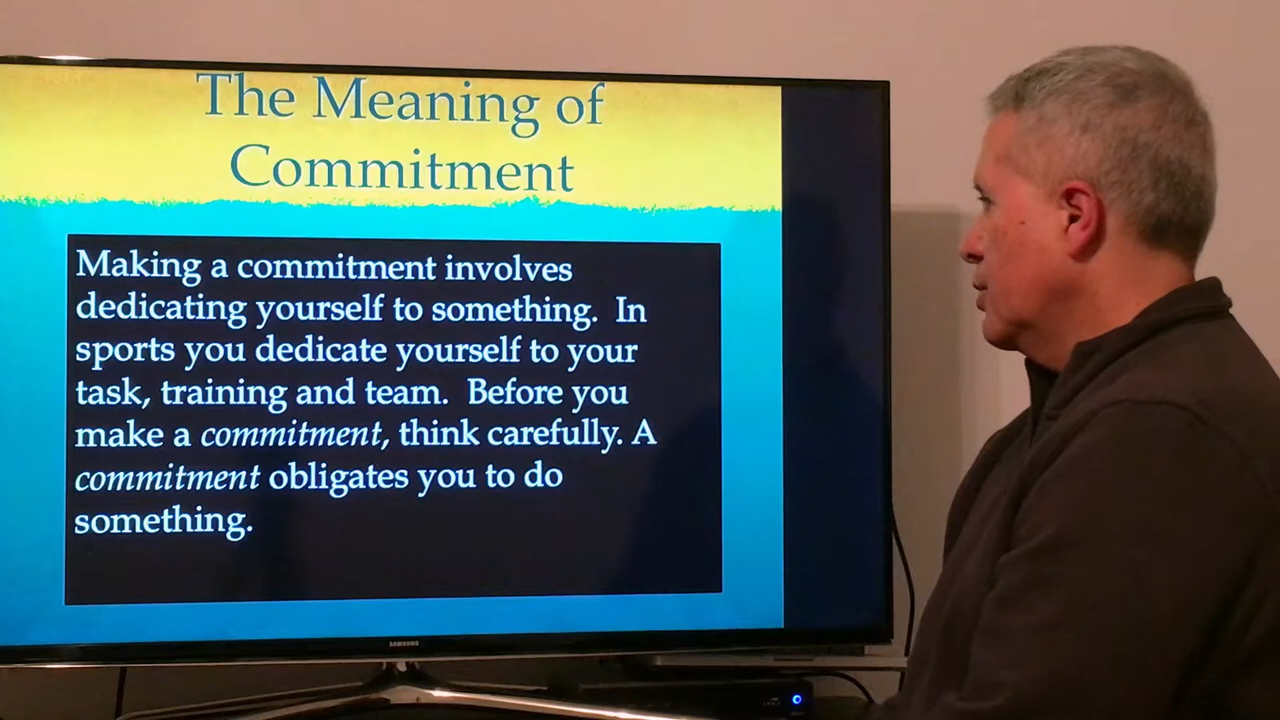 The Meaning of
Commitment
Making a commitment involves
dedicating yourself to something.  In
sports you dedicate yourself to your
task, training and team.  Before you
make a commitment, think carefully. A
commitment obligates you to do
something.
SAMSUNG